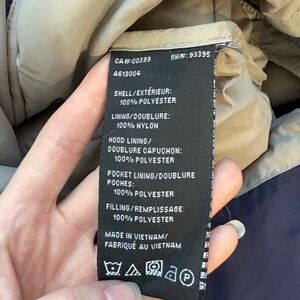 CA#:00399 RN#: 93395
A613004
SHELL/EXTÉRIEUR:
100% POLYESTER
LINING/DOUBLURE:
100% NYLON
HOOD LINING/
DOUBLURE CAPUCHON:
100% POLYESTER
POCKET LINING/DOUBLURE
POCHES:
100% POLYESTER
FILLING/REMPLISSAGE:
100% POLYESTER
MADE IN VIETNAM/
FABRIQUÉ AU VIETNAM
P